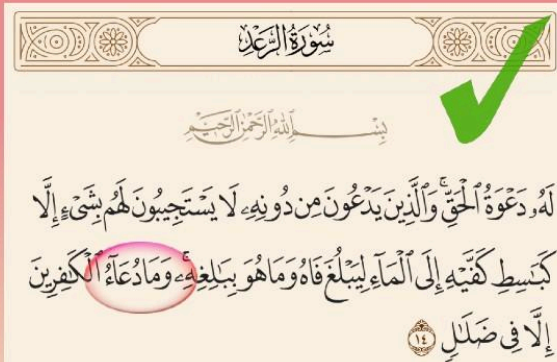 سُورَةُ الرَّعْدِ
بِسْمِ ٱللَّهِ ٱلرَّحْمَٰنِ ٱلرَّحِيمِ
لَهُۥ دَعْوَةُ ٱلْحَقِّ ۖ وَٱلَّذِينَ يَدْعُونَ مِن دُونِهِۦ لَا يَسْتَجِيبُونَ لَهُم بِشَىْءٍ إِلَّا
كَبَٰسِطِ كَفَّيْهِ إِلَى ٱلْمَآءِ لِيَبْلُغَ فَاهُ وَمَا هُوَ بِبَٰلِغِهِۦ ۚ وَمَا دُعَآءُ ٱلْكَٰفِرِينَ
إِلَّا فِى ضَلَٰلٍ ١٤